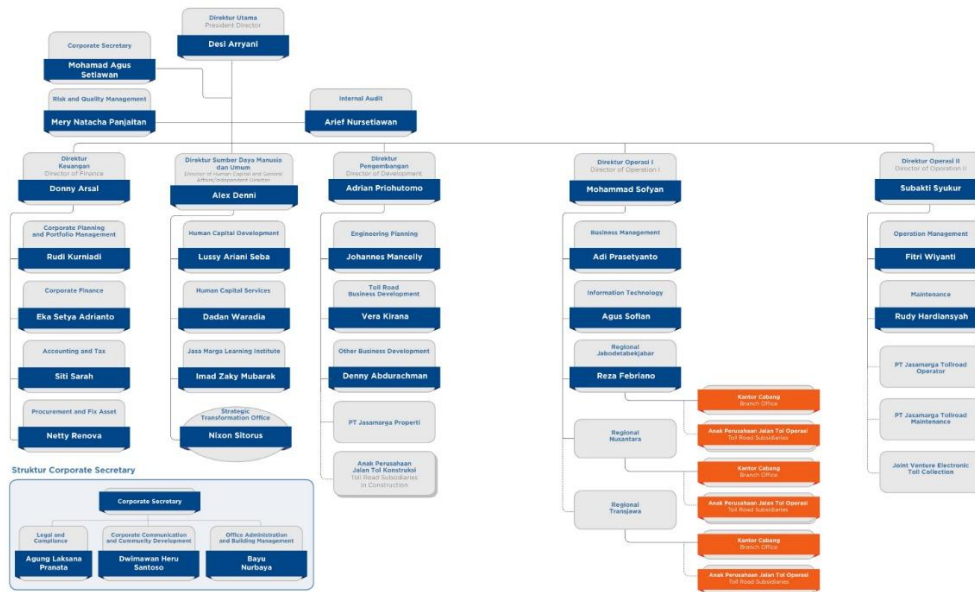 Direktur Utama
President Director
Desi Arryani
Corporate Secretary
Mohamad Agus
Setiawan
Risk and Quality Management
Mery Natacha Panjaitan
Internal Audit
Arief Nursetiawan
Direktur
Keuangan
Director of Finance
Donny Arsal
Corporate Planning
and Portfolio Management
Rudi Kurniadi
Corporate Finance
Eka Setya Adrianto
Accounting and Tax
Siti Sarah
Procurement and Fix Asset
Netty Renova
Direktur Sumber Daya Manusia
dan Umum
Director of Human Capital and General
Affairs/Independent Director
Alex Denni
Human Capital Development
Lussy Ariani Seba
Human Capital Services
Dadan Waradia
Jasa Marga Learning Institute
Imad Zaky Mubarak
Strategic
Transformation Office
Nixon Sitorus
Direktur
Pengembangan
Director of Development
Adrian Priohutomo
Engineering Planning
Johannes Mancelly
Toll Road
Business Development
Vera Kirana
Other Business Development
Denny Abdurachman
PT Jasamarga Properti
Anak Perusahaan
Jalan Tol Konstruksi
Toll Road Subsidiaries
in Construction
Direktur Operasi I
Director of Operation I
Mohammad Sofyan
Business Management
Adi Prasetyanto
Information Technology
Agus Sofian
Regional
Jabodetabekjabar
Reza Febriano
Kantor Cabang
Branch Office
Anak Perusahaan Jalan Tol Operasi
Toll Road Subsidiaries
Regional
Nusantara
Kantor Cabang
Branch Office
Anak Perusahaan Jalan Tol Operasi
Toll Road Subsidiaries
Regional
Transjawa
Kantor Cabang
Branch Office
Anak Perusahaan Jalan Tol Operasi
Toll Road Subsidiaries
Direktur Operasi II
Director of Operation II
Subakti Syukur
Operation Management
Fitri Wiyanti
Maintenance
Rudy Hardiansyah
PT Jasamarga Tollroad
Operator
PT Jasamarga Tollroad
Maintenance
Joint Vanture Electronic
Toll Collection
Struktur Corporate Secretary
Corporate Secretary
Legal and
Compliance
Agung Laksana
Pranata
Corporate Communication
and Community Development
Dwimawan Heru
Santoso
Office Administration
and Building Management
Bayu
Nurbaya